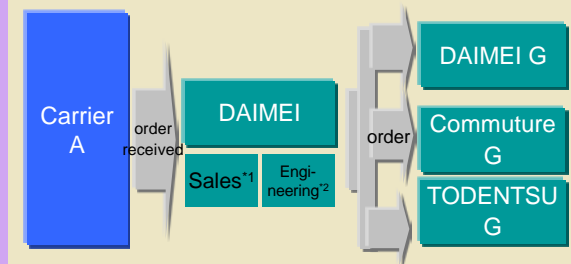 Carrier
A
order
received
DAIMEI
Sales*1
Engi-
neering*2
order
DAIMEI G
Commuture
G
TODENTSU
G